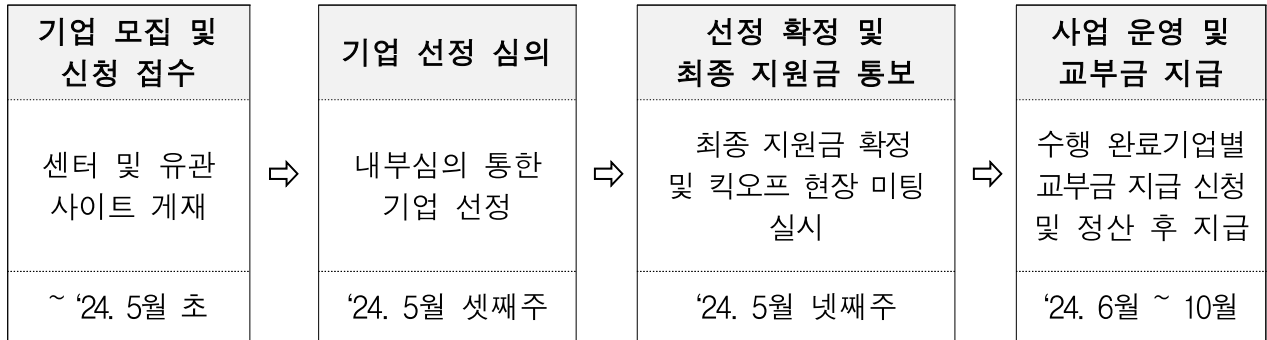 기업 모집 및
신청 접수
센터 및 유관
사이트 게재
~ ‘24. 5월 초
⇨
기업 선정 심의
내부심의 통한
기업 선정
‘24. 5월 셋째주
⇨
선정 확정 및
최종 지원금 통보
최종 지원금 확정
및 킥오프 현장 미팅
실시
‘24. 5월 넷째주
⇨
사업 운영 및
교부금 지급
수행 완료기업별
교부금 지급 신청
및 정산 후 지급
‘24. 6월 ~ 10월